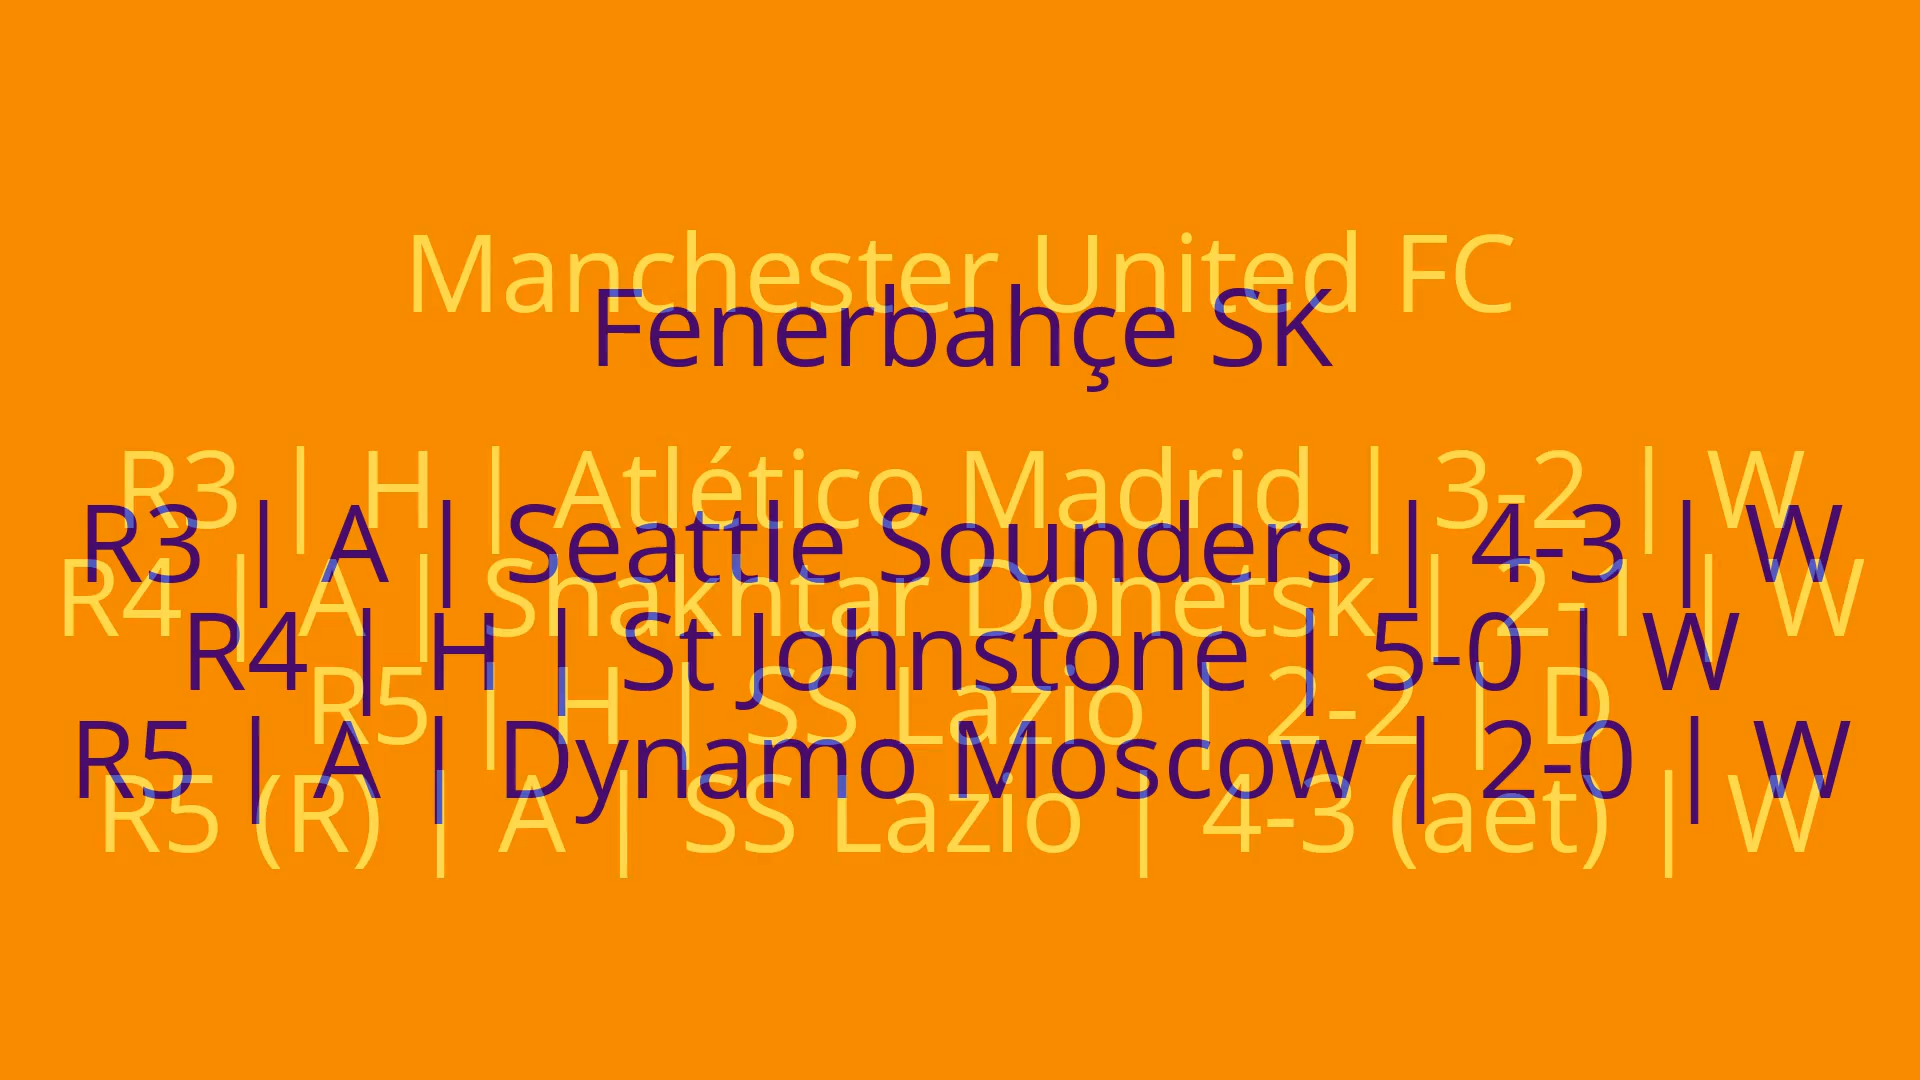 Manchester United FC
R3 | H | Atlético Madrid | 3-2 | W
R4 | A | Shakhtar Donetsk | 2-1 | W
R5 | H | SS Lazio | 2-2 | D
R5 (R) | A | SS Lazio | 4-3 (aet) | W
Fenerbahçe SK
R3 | A | Seattle Sounders | 4-3 | W
R4 | H | St Johnstone | 5-0 | W
R5 | A | Dynamo Moscow | 2-0 | W